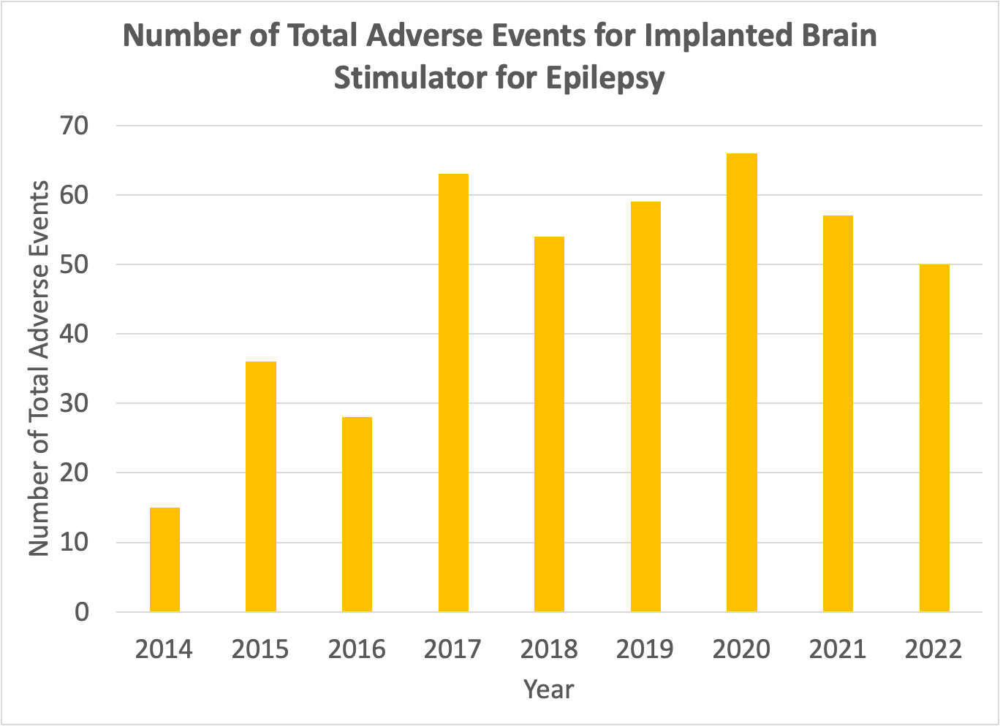 Number of Total Adverse Events for Implanted Brain
Stimulator for Epilepsy
Number of Total Adverse Events
70
60
50
40
30
20
10
0
2014 2015 2016 2017 2018 2019 2020 2021 2022
Year